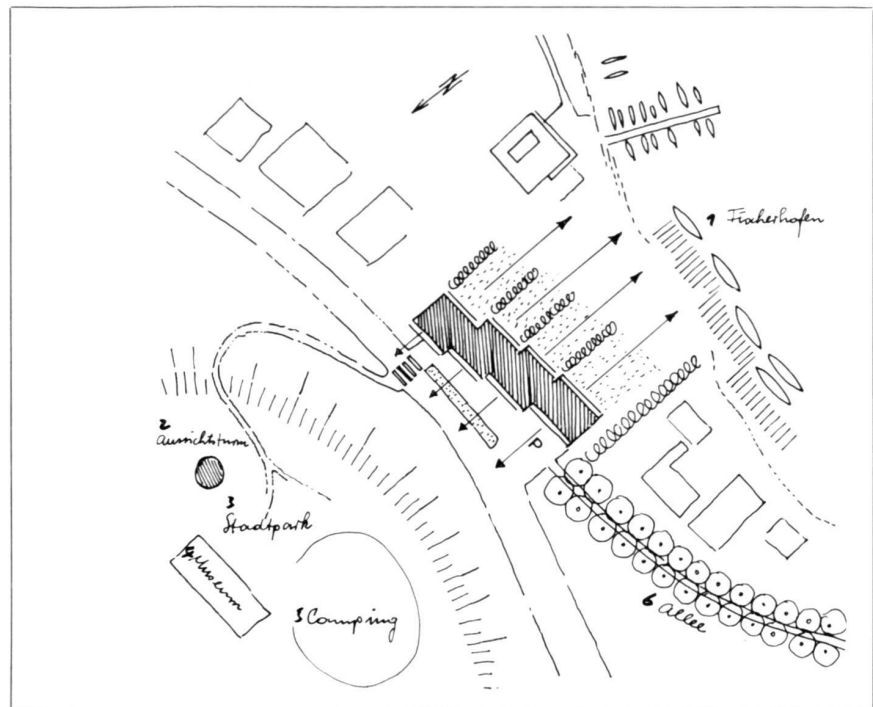 N
1 Fischerhafen
2
Aussichtsturm
3
Stadtpark
4 Museum
5 Camping
6 Allee
P